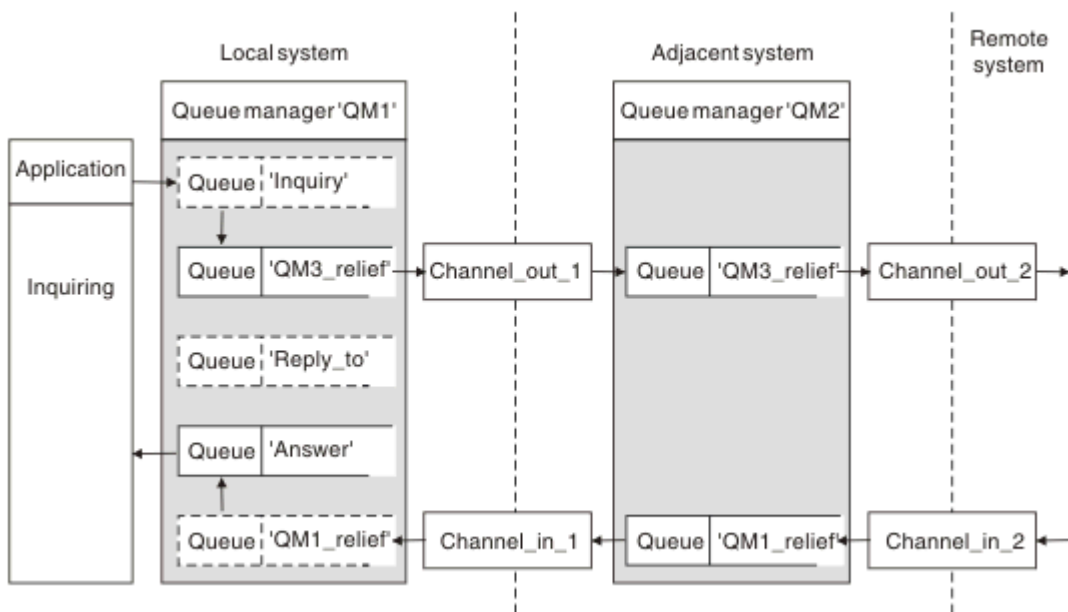 Local system
Adjacent system
Remote
system
Queue manager 'QM1'
Queue manager 'QM2'
Application
Inquiring
Queue 'Inquiry'
Queue 'QM3_relief'
Channel_out_1
Queue 'QM3_relief'
Channel_out_2
Queue 'Reply_to'
Queue 'Answer'
Queue 'QM1_relief'
Channel_in_1
Queue 'QM1_relief'
Channel_in_2